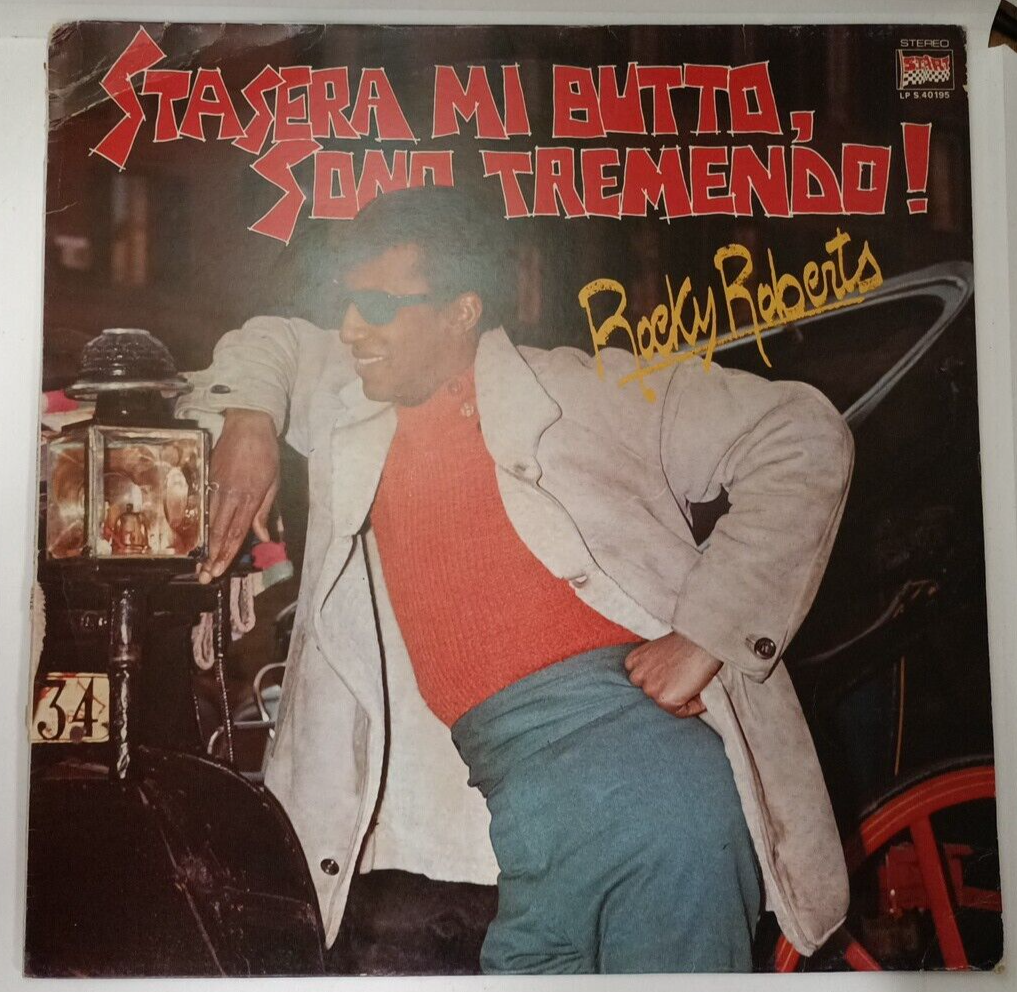 STASERA MI BUTTO,
SONO TREMENDO!
STEREO
START
LP S.40195
Rocky Roberts
34